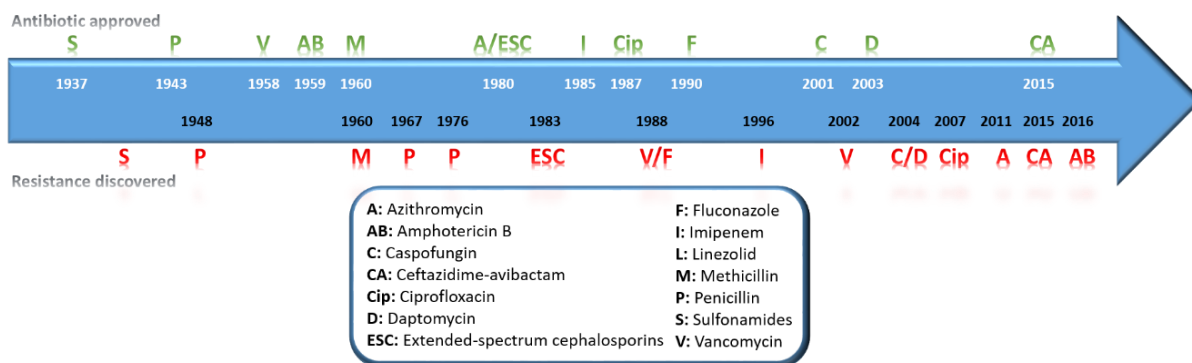 Antibiotic approved
S P V AB M A/ESC I Cip F C D CA
1937 1943 1958 1959 1960 1980 1985 1987 1990 2001 2003 2015
1948 1960 1967 1976 1983 1988 1996 2002 2004 2007 2011 2015 2016
S P M P P ESC V/F I V C/D Cip A CA AB
Resistance discovered
A: Azithromycin
AB: Amphotericin B
C: Caspofungin
CA: Ceftazidime-avibactam
Cip: Ciprofloxacin
D: Daptomycin
ESC: Extended-spectrum cephalosporins
F: Fluconazole
I: Imipenem
L: Linezolid
M: Methicillin
P: Penicillin
S: Sulfonamides
V: Vancomycin